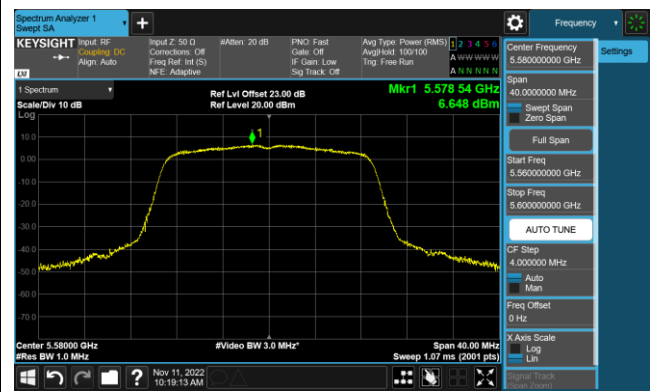 Spectrum Analyzer 1
Swept SA
Frequency
KEYSIGHT
Input: RF
Coupling: DC
Align: Auto
Input Z: 50 Ω
Corrections: Off
Freq Ref: Int (S)
NFE: Adaptive
#Atten: 20 dB
PNO: Fast
Gate: Off
IF Gain: Low
Sig Track: Off
Avg Type: Power (RMS)
Avg|Hold: 100/100
Trig: Free Run
1 2 3 4 5 6
A W W W W W
A N N N N N
LXI
Center Frequency
5.580000000 GHz
Settings
Span
40.0000000 MHz
Swept Span
Zero Span
Full Span
Start Freq
5.560000000 GHz
Stop Freq
5.600000000 GHz
AUTO TUNE
CF Step
4.000000 MHz
Auto
Man
Freq Offset
0 Hz
X Axis Scale
Log
Lin
Signal Track
(Span Zoom)
1 Spectrum
Scale/Div 10 dB
Log
Ref Lvl Offset 23.00 dB
Ref Level 20.00 dBm
Mkr1 5.578 54 GHz
6.648 dBm
1
10.0
0.00
-10.0
-20.0
-30.0
-40.0
-50.0
-60.0
-70.0
Center 5.58000 GHz
#Res BW 1.0 MHz
#Video BW 3.0 MHz*
Span 40.00 MHz
Sweep 1.07 ms (2001 pts)
?
Nov 11, 2022
10:19:13 AM